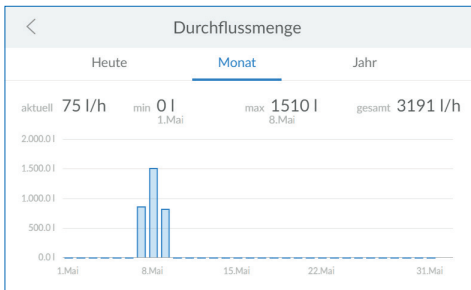 Durchflussmenge
Heute Monat Jahr
aktuell 75 l/h min 0 l max 1510 l gesamt 3191 l/h
1.Mai 8.Mai
2.000.0 l
1.500.0 l
1.000.0 l
500.0 l
0.0 l
1.Mai 8.Mai 15.Mai 22.Mai 31.Mai